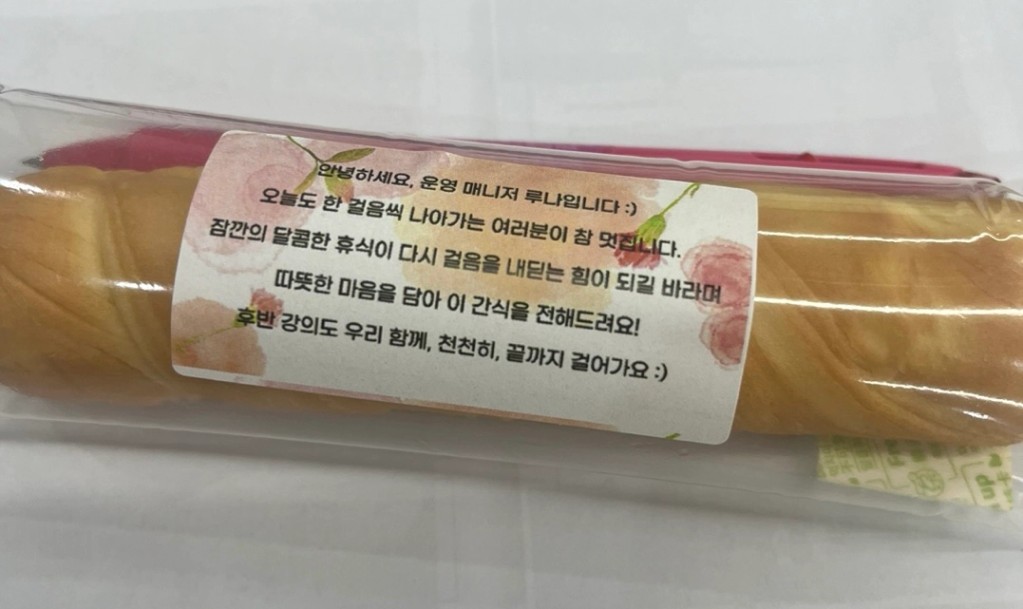 안녕하세요, 운영 매니저 루나입니다 :)
오늘도 한 걸음씩 나아가는 여러분이 참 멋집니다.
잠깐의 달콤한 휴식이 다시 걸음을 내딛는 힘이 되길 바라며
따뜻한 마음을 담아 이 간식을 전해드려요!
후반 강의도 우리 함께, 천천히, 끝까지 걸어가요 :)
up